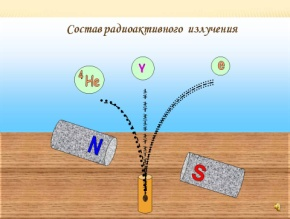 Состав радиоактивного излучения
⁴He
γ
e
N
S